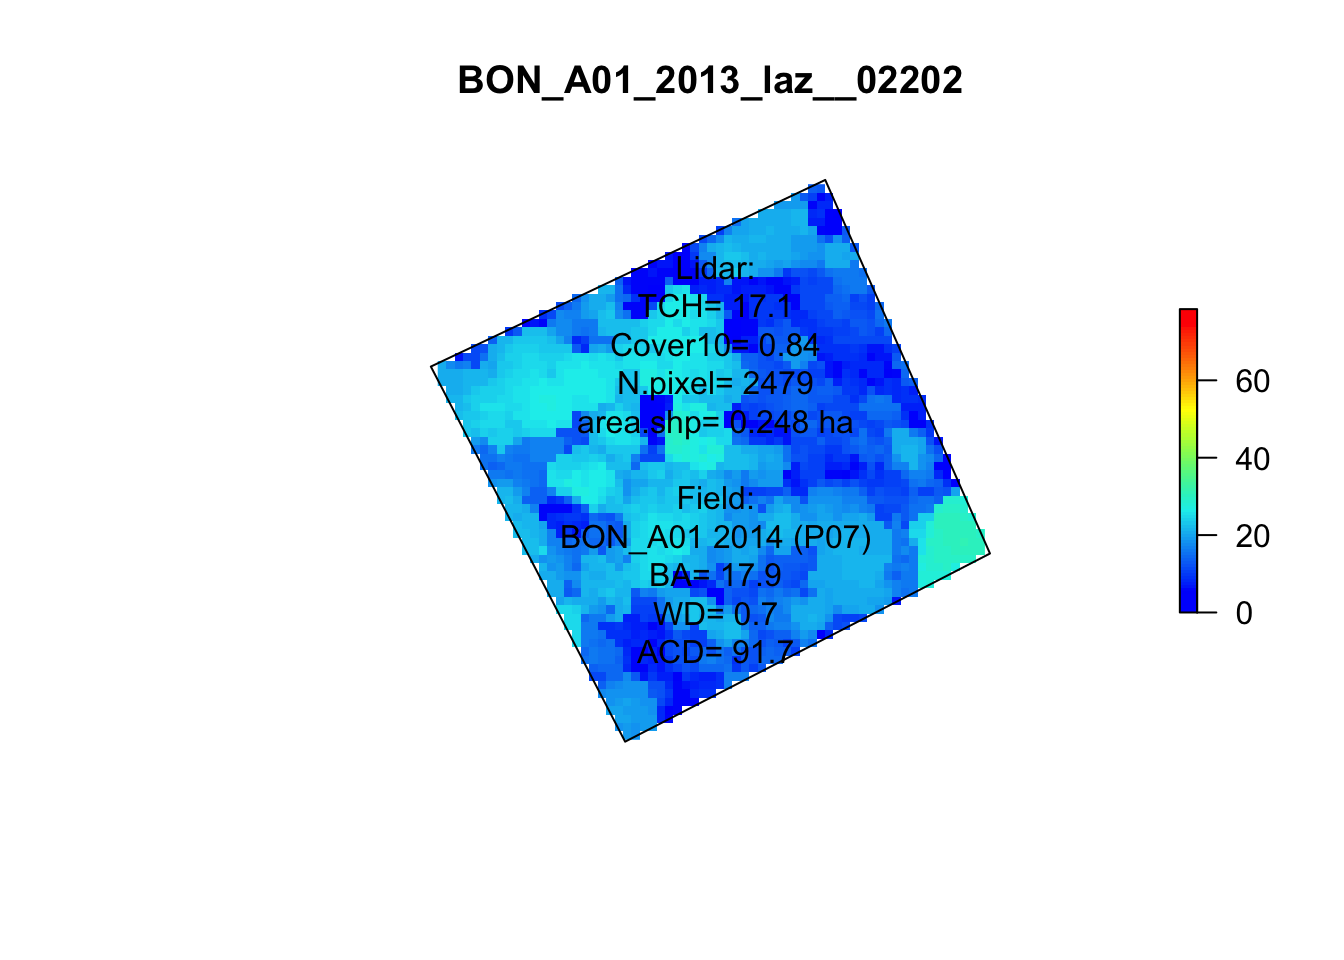 BON_A01_2013_laz__02202
Lidar:
TCH= 17.1
Cover10= 0.84
N.pixel= 2479
area.shp= 0.248 ha
Field:
BON_A01 2014 (P07)
BA= 17.9
WD= 0.7
ACD= 91.7
60
40
20
0